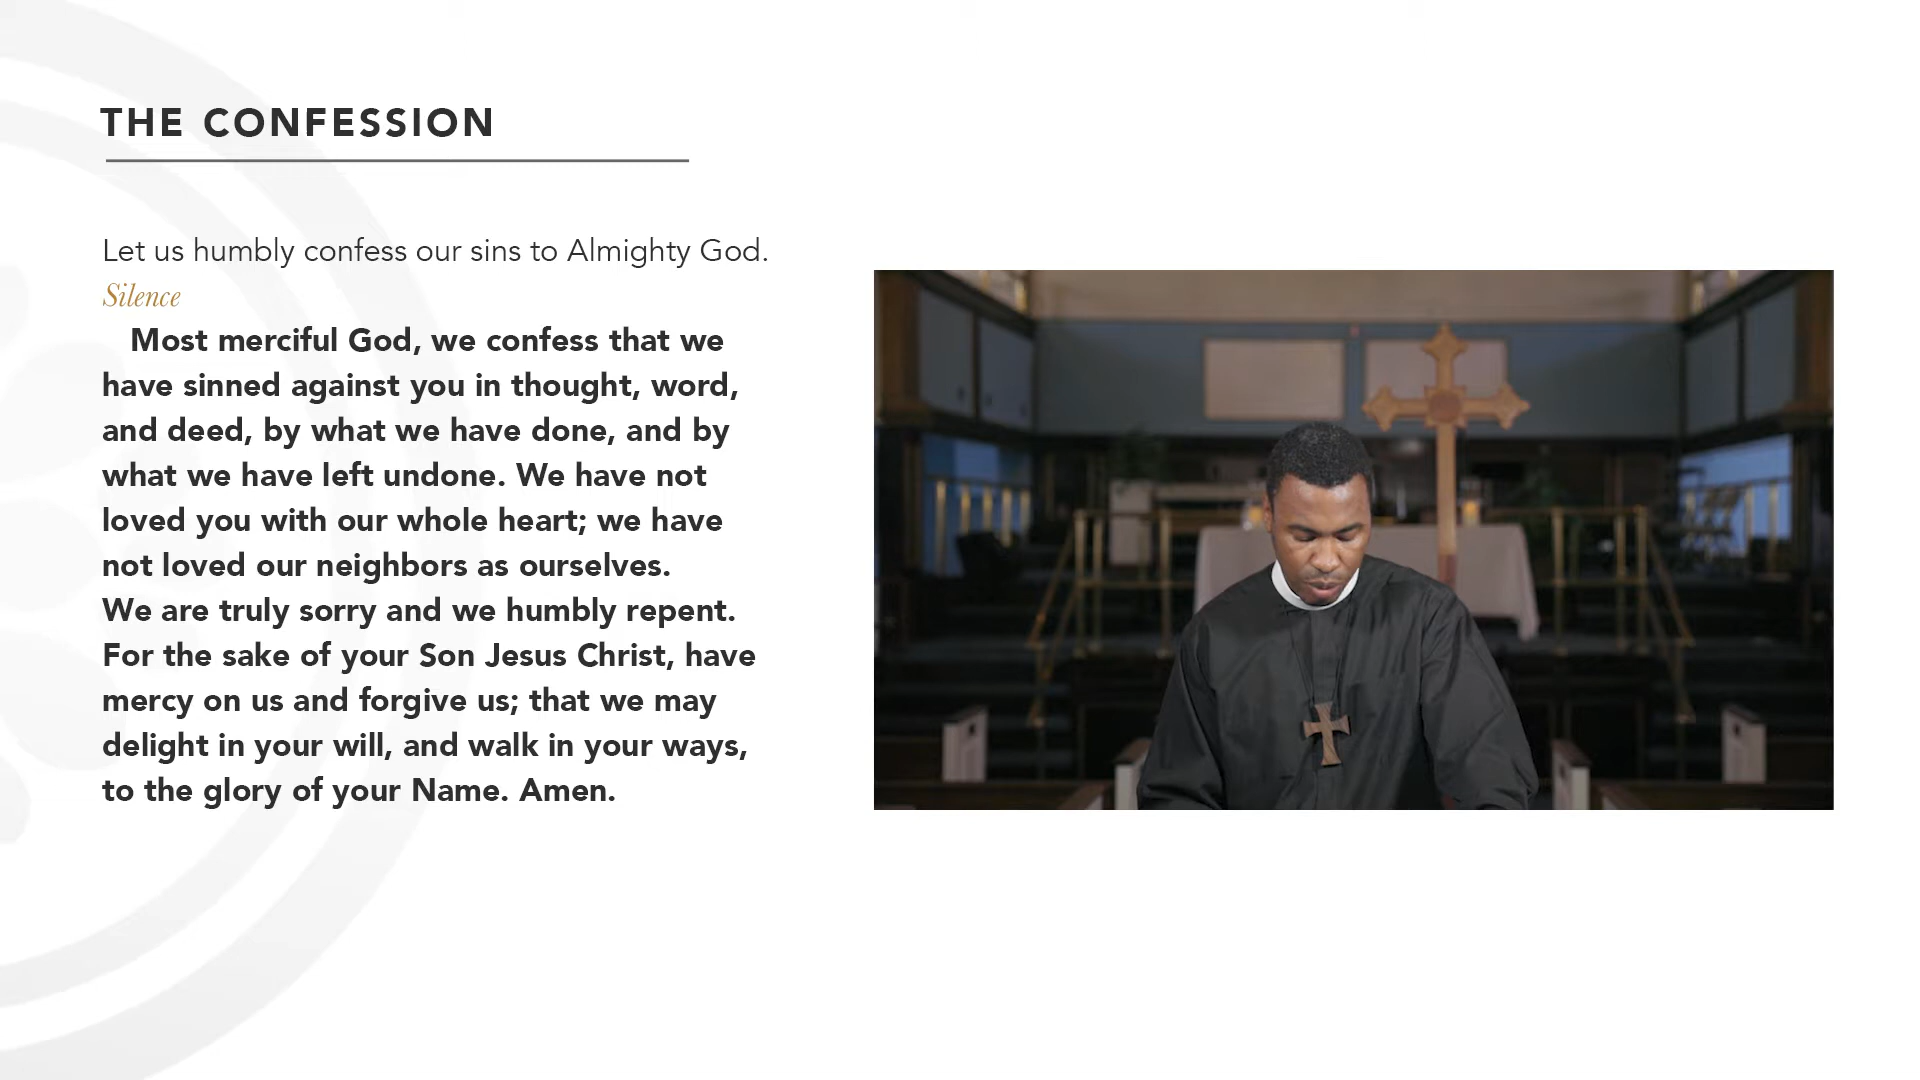 THE CONFESSION
Let us humbly confess our sins to Almighty God.
Silence
Most merciful God, we confess that we
have sinned against you in thought, word,
and deed, by what we have done, and by
what we have left undone. We have not
loved you with our whole heart; we have
not loved our neighbors as ourselves.
We are truly sorry and we humbly repent.
For the sake of your Son Jesus Christ, have
mercy on us and forgive us; that we may
delight in your will, and walk in your ways,
to the glory of your Name. Amen.